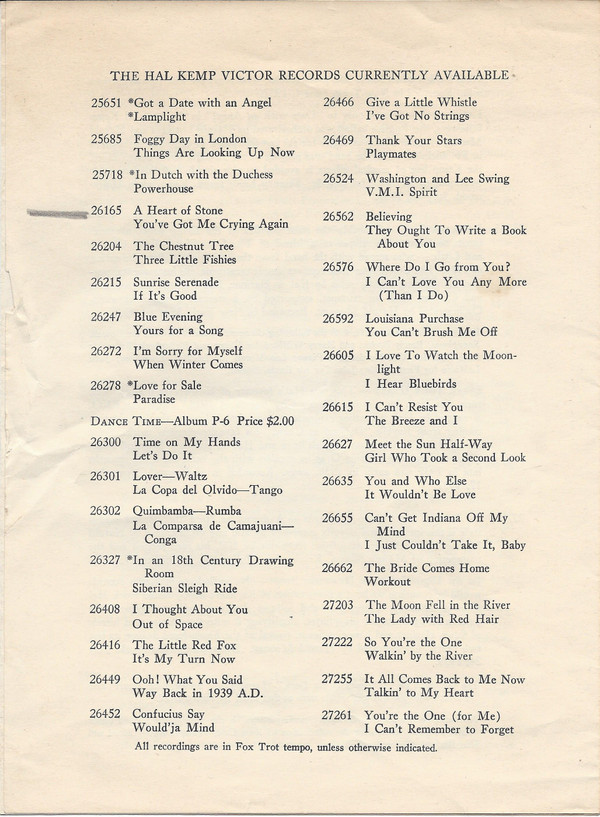 THE HAL KEMP VICTOR RECORDS CURRENTLY AVAILABLE
25651 *Got a Date with an Angel
*Lamplight
25685 Foggy Day in London
Things Are Looking Up Now
25718 *In Dutch with the Duchess
Powerhouse
26165 A Heart of Stone
You've Got Me Crying Again
26204 The Chestnut Tree
Three Little Fishies
26215 Sunrise Serenade
If It's Good
26247 Blue Evening
Yours for a Song
26272 I'm Sorry for Myself
When Winter Comes
26278 *Love for Sale
Paradise
DANCE TIME—Album P-6 Price $2.00
26300 Time on My Hands
Let's Do It
26301 Lover—Waltz
La Copa del Olvido—Tango
26302 Quimbamba—Rumba
La Comparsa de Camajuani—
Conga
26327 *In an 18th Century Drawing
Room
Siberian Sleigh Ride
26408 I Thought About You
Out of Space
26416 The Little Red Fox
It's My Turn Now
26449 Ooh! What You Said
Way Back in 1939 A.D.
26452 Confucius Say
Would'ja Mind
26466 Give a Little Whistle
I've Got No Strings
26469 Thank Your Stars
Playmates
26524 Washington and Lee Swing
V.M.I. Spirit
26562 Believing
They Ought To Write a Book
About You
26576 Where Do I Go from You?
I Can't Love You Any More
(Than I Do)
26592 Louisiana Purchase
You Can't Brush Me Off
26605 I Love To Watch the Moon-
light
I Hear Bluebirds
26615 I Can't Resist You
The Breeze and I
26627 Meet the Sun Half-Way
Girl Who Took a Second Look
26635 You and Who Else
It Wouldn't Be Love
26655 Can't Get Indiana Off My
Mind
I Just Couldn't Take It, Baby
26662 The Bride Comes Home
Workout
27203 The Moon Fell in the River
The Lady with Red Hair
27222 So You're the One
Walkin' by the River
27255 It All Comes Back to Me Now
Talkin' to My Heart
27261 You're the One (for Me)
I Can't Remember to Forget
All recordings are in Fox Trot tempo, unless otherwise indicated.